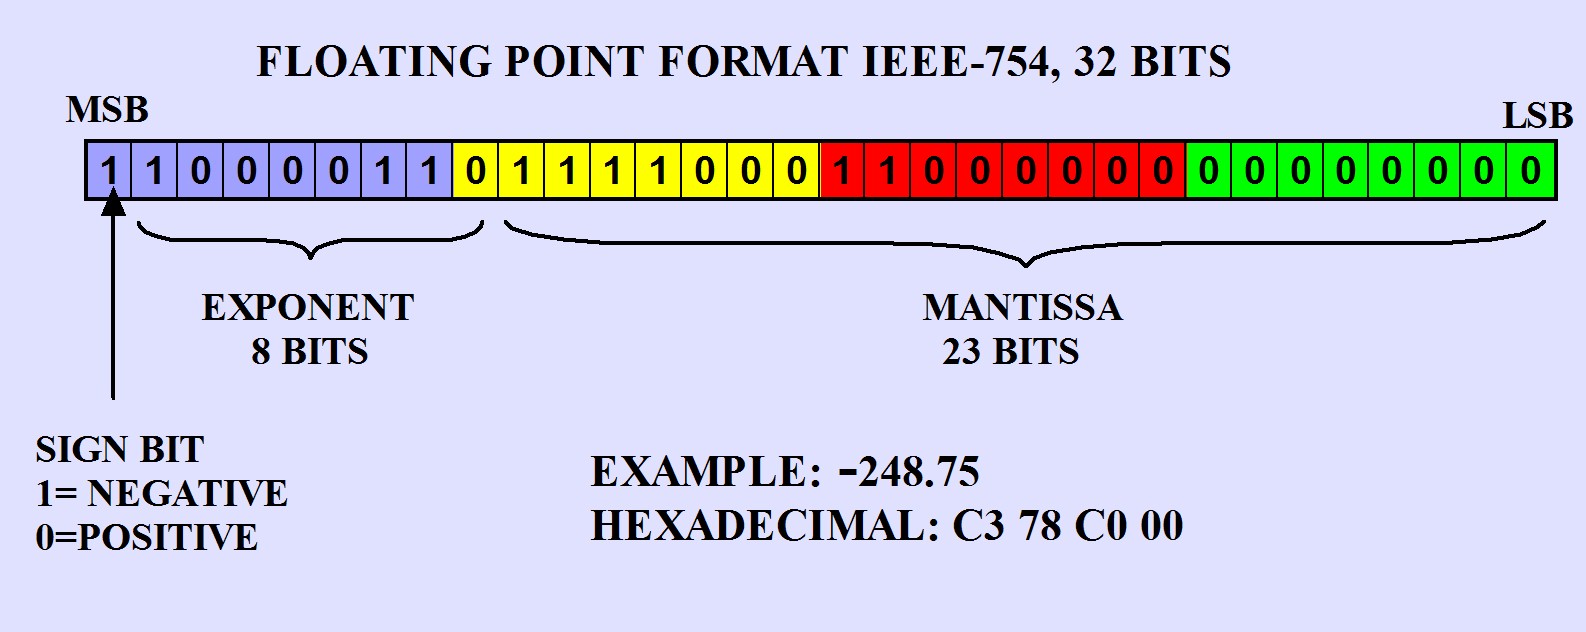 FLOATING POINT FORMAT IEEE-754, 32 BITS
MSB
LSB
1 1 0 0 0 0 1 1 0 1 1 1 1 0 0 0 1 1 0 0 0 0 0 0 0 0 0 0 0 0 0 0
EXPONENT
8 BITS
MANTISSA
23 BITS
SIGN BIT
1= NEGATIVE
0=POSITIVE
EXAMPLE: -248.75
HEXADECIMAL: C3 78 C0 00